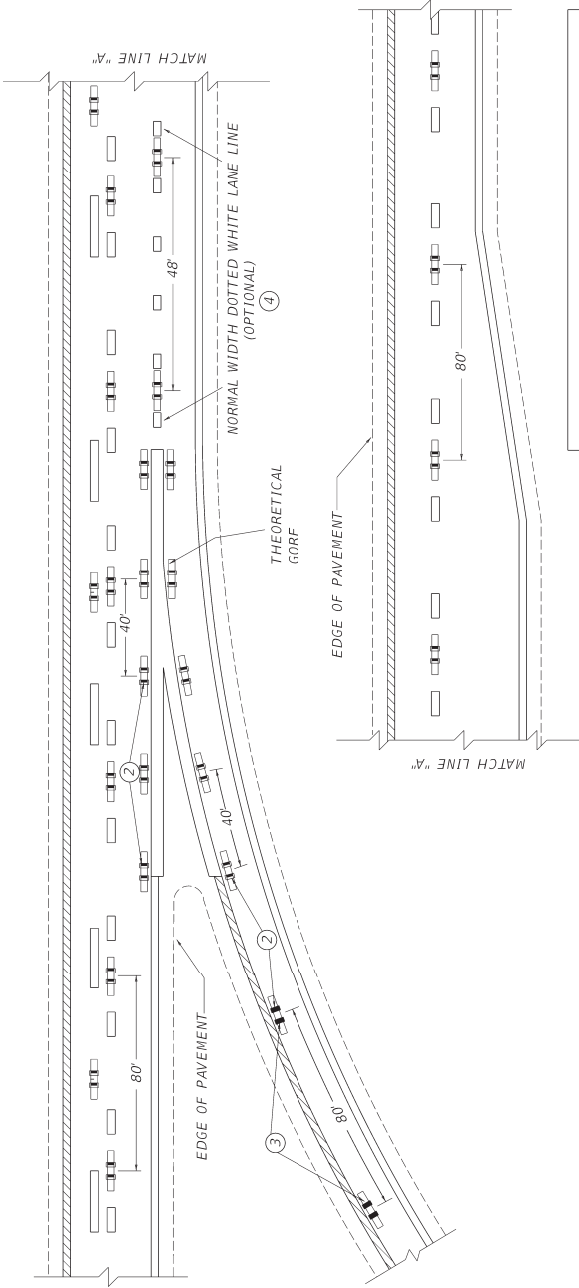 MATCH LINE "A"
48'
NORMAL WIDTH DOTTED WHITE LANE LINE
(OPTIONAL)
4
THEORETICAL
GORE
40'
2
40'
2
EDGE OF PAVEMENT
80'
3
80'
EDGE OF PAVEMENT
80'
MATCH LINE "A"